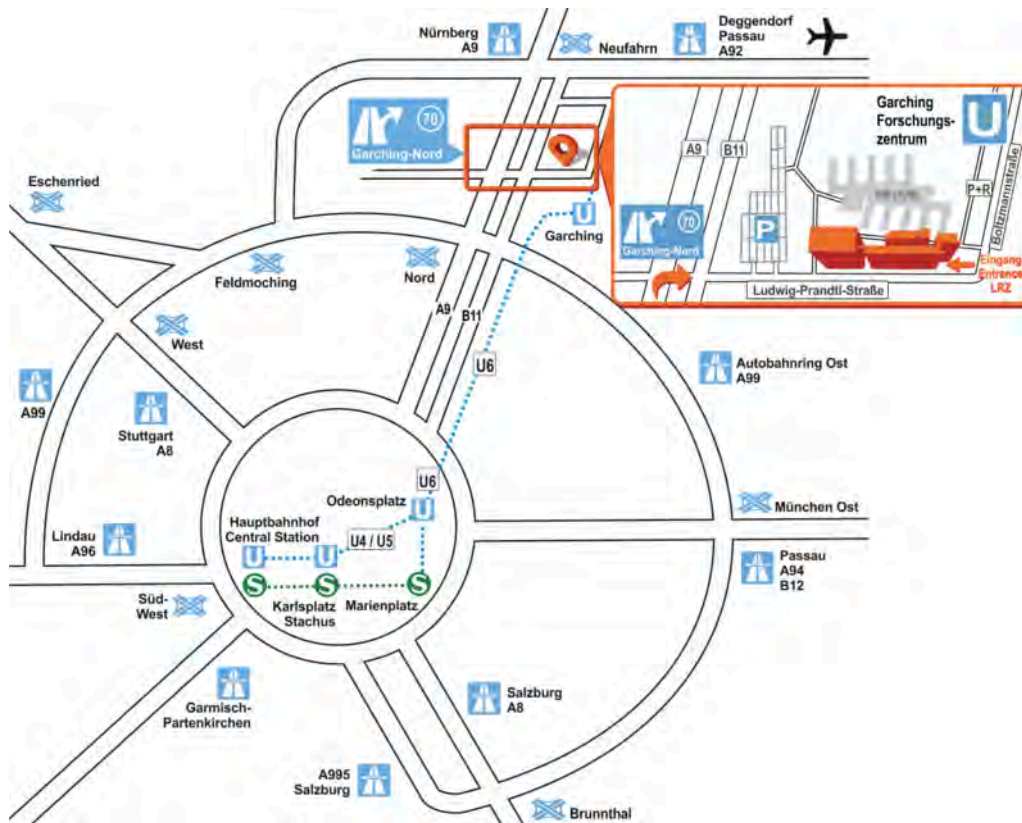 Nürnberg
A9
Neufahrn
Deggendorf
Passau
A92
70
Garching-Nord
Garching
Forschungs-
zentrum
U
A9
B11
P+R
Boltzmannstraße
70
Garching-Nord
P
Eingang
Entrence
LRZ
Ludwig-Prandtl-Straße
Eschenried
U
Garching
Feldmoching
Nord
A9
B11
West
U6
Autobahnring Ost
A99
A99
Stuttgart
A8
U6
Odeonsplatz
U
München Ost
Hauptbahnhof
Central Station
U4 / U5
U
U
Lindau
A96
Passau
A94
B12
S
S
S
Karlsplatz
Stachus
Marienplatz
Süd-
West
Garmisch-
Partenkirchen
Salzburg
A8
A995
Salzburg
Brunnthal